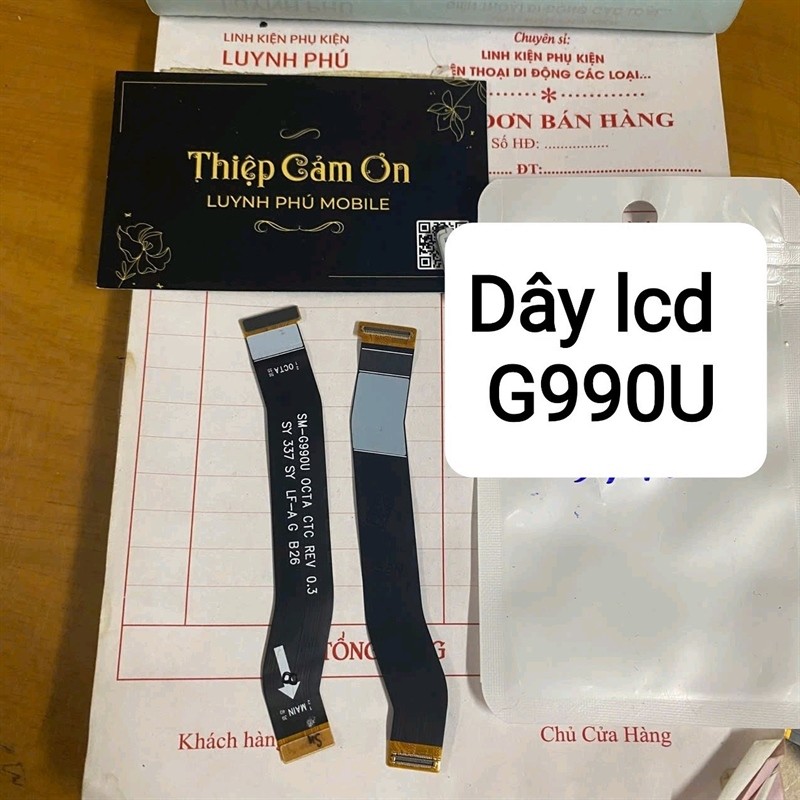 LINH KIỆN PHỤ KIỆN
LUYNH PHÚ
Chuyên sỉ:
LINH KIỆN PHỤ KIỆN
ỆN THOẠI DI ĐỘNG CÁC LOẠI...
ĐƠN BÁN HÀNG
Số HĐ: ................
ĐT:................................
Thiệp Cảm Ơn
LUYNH PHÚ MOBILE
Dây lcd
G990U
OCTA
SM-G990U OCTA CTC REV 0.3
SY 337 SY LF-A G B26
MAIN
TỔNG
Khách hàng
Chủ Cửa Hàng